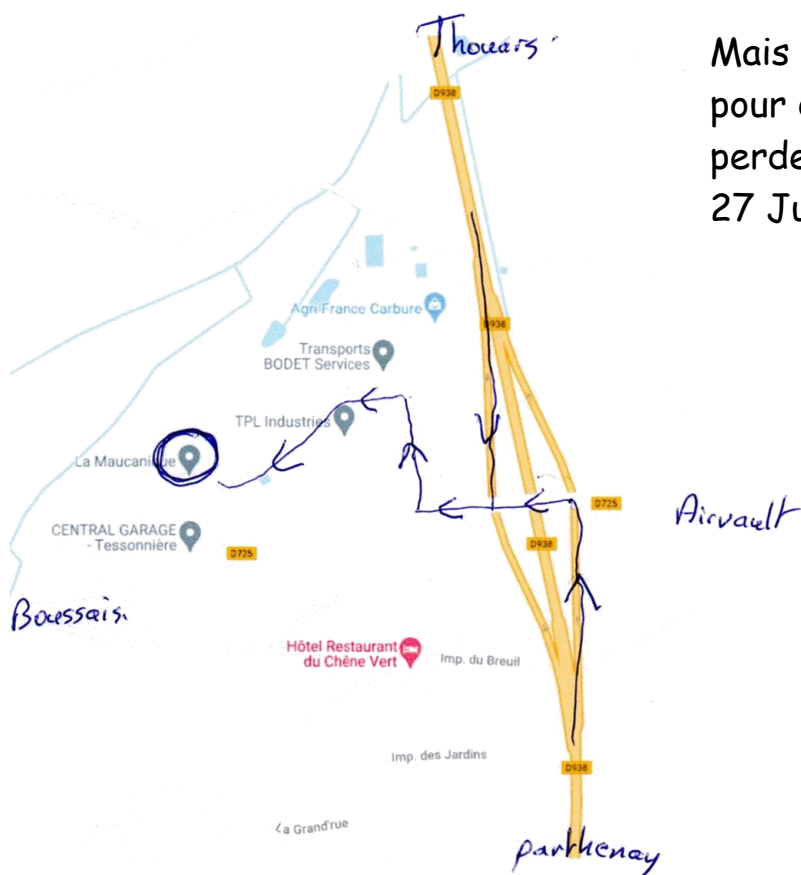 Thouars
Mais
pour
perde
27 Ju
D938
Agri France Carbure
D938
Transports
BODET Services
TPL Industries
La Maucanique
D725
Airvault
CENTRAL GARAGE
- Tessonnière
D725
D938
Boussais.
Hôtel Restaurant
du Chêne Vert
Imp. du Breuil
Imp. des Jardins
D938
La Grand'rue
parthenay